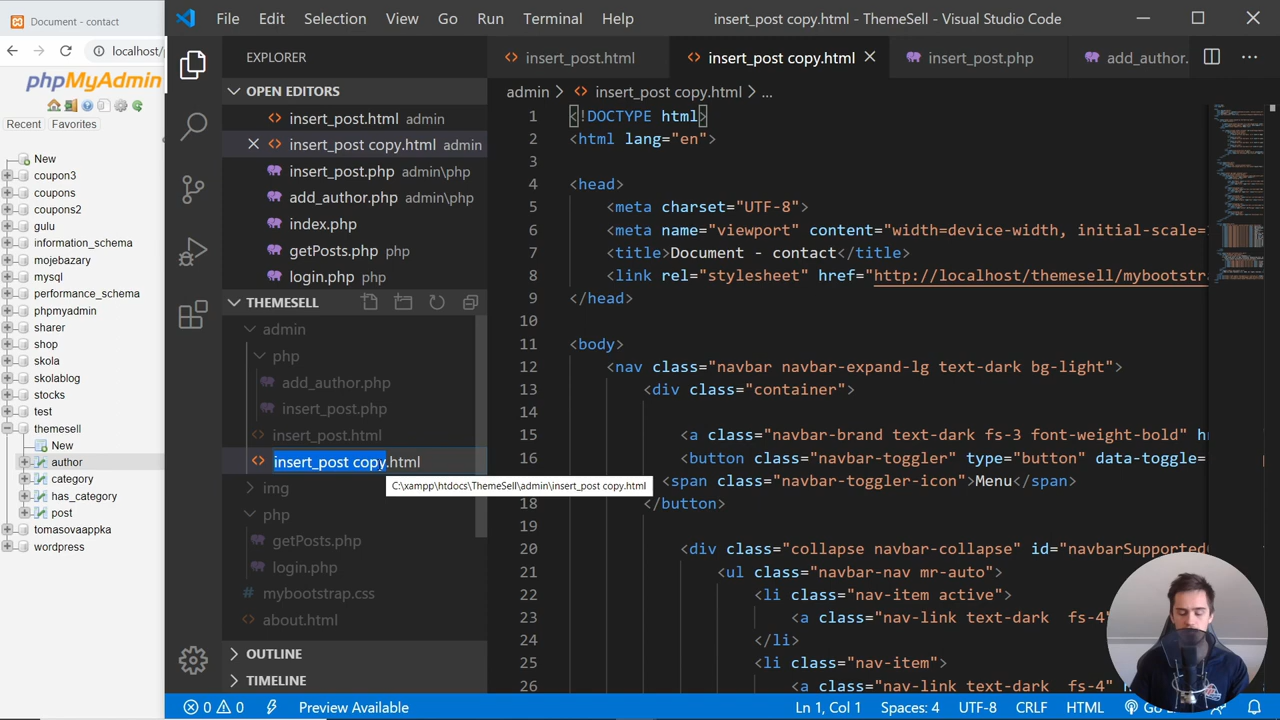 Document - contact
localhost/
phpMyAdmin
Recent
Favorites
New
coupon3
coupons
coupons2
gulu
information_schema
mojebazary
mysql
performance_schema
phpmyadmin
sharer
shop
skola
skolablog
stocks
test
themesell
New
author
category
has_category
post
tomasovaappka
wordpress
File Edit Selection View Go Run Terminal Help
insert_post copy.html - ThemeSell - Visual Studio Code
EXPLORER
OPEN EDITORS
insert_post.html admin
insert_post copy.html admin
insert_post.php admin\php
add_author.php admin\php
index.php
getPosts.php php
login.php php
THEMESELL
admin
php
add_author.php
insert_post.php
insert_post.html
insert_post copy.html
C:\xampp\htdocs\ThemeSell\admin\insert_post copy.html
img
php
getPosts.php
login.php
mybootstrap.css
about.html
OUTLINE
TIMELINE
insert_post.html
insert_post copy.html
insert_post.php
add_author.
admin > insert_post copy.html > ...
1 <!DOCTYPE html>
2 <html lang="en">
3
4 <head>
5 <meta charset="UTF-8">
6 <meta name="viewport" content="width=device-width, initial-scale=
7 <title>Document - contact</title>
8 <link rel="stylesheet" href="http://localhost/themesell/mybootstr
9 </head>
10
11 <body>
12 <nav class="navbar navbar-expand-lg text-dark bg-light">
13 <div class="container">
14
15 <a class="navbar-brand text-dark fs-3 font-weight-bold"
16 <button class="navbar-toggler" type="button" data-toggle=
<span class="navbar-toggler-icon">Menu</span>
18 </button>
19
20 <div class="collapse navbar-collapse" id="navbarSupported
21 <ul class="navbar-nav mr-auto">
22 <li class="nav-item active">
23 <a class="nav-link text-dark fs-4"
24 </li>
25 <li class="nav-item">
26 <a class="nav-link text-dark fs-4"
0 0 Preview Available
Ln 1, Col 1 Spaces: 4 UTF-8 CRLF HTML Go